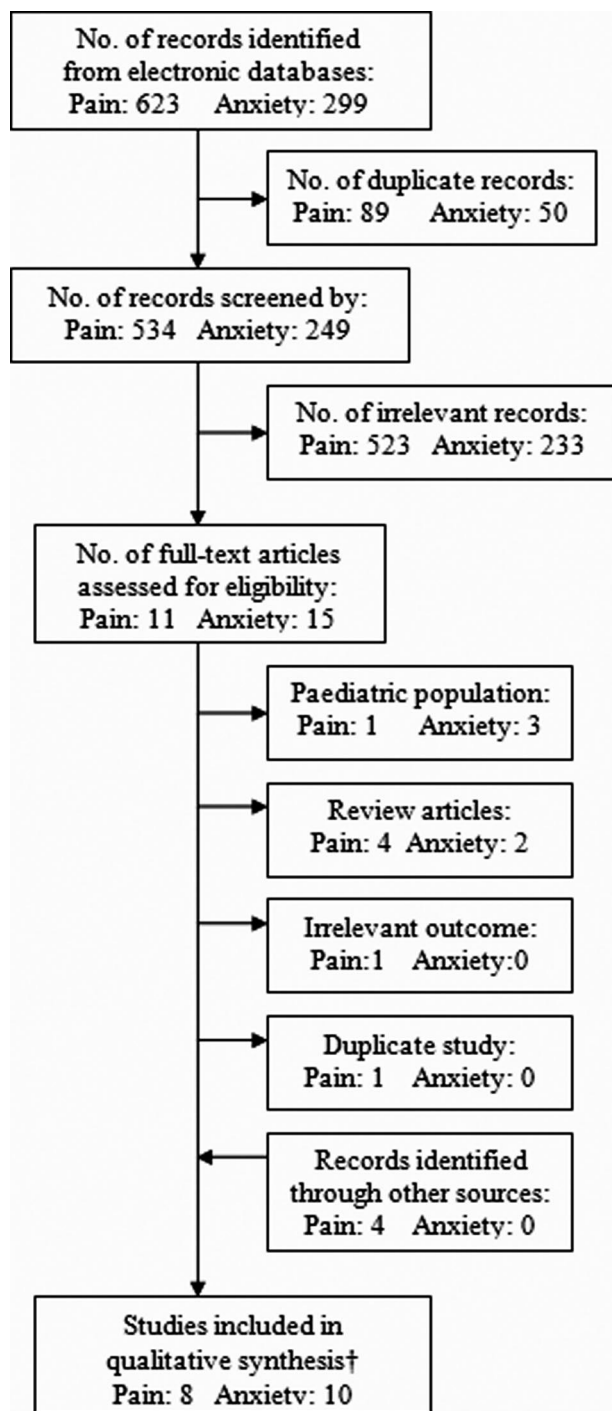 No. of records identified
from electronic databases:
Pain: 623 Anxiety: 299
No. of duplicate records:
Pain: 89 Anxiety: 50
No. of records screened by:
Pain: 534 Anxiety: 249
No. of irrelevant records:
Pain: 523 Anxiety: 233
No. of full-text articles
assessed for eligibility:
Pain: 11 Anxiety: 15
Paediatric population:
Pain: 1 Anxiety: 3
Review articles:
Pain: 4 Anxiety: 2
Irrelevant outcome:
Pain:1 Anxiety:0
Duplicate study:
Pain: 1 Anxiety: 0
Records identified
through other sources:
Pain: 4 Anxiety: 0
Studies included in
qualitative synthesis†
Pain: 8 Anxiety: 10